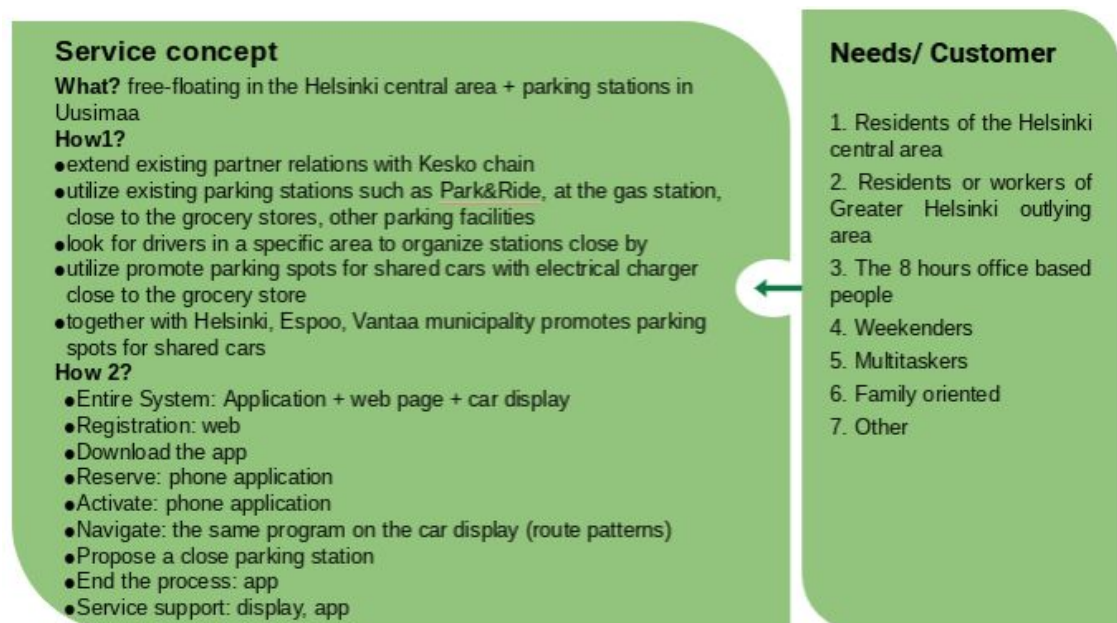 Service concept
What? free-floating in the Helsinki central area + parking stations in
Uusimaa
How1?
●extend existing partner relations with Kesko chain
●utilize existing parking stations such as Park&Ride, at the gas station,
close to the grocery stores, other parking facilities
●look for drivers in a specific area to organize stations close by
●utilize promote parking spots for shared cars with electrical charger
close to the grocery store
●together with Helsinki, Espoo, Vantaa municipality promotes parking
spots for shared cars
How 2?
●Entire System: Application + web page + car display
●Registration: web
●Download the app
●Reserve: phone application
●Activate: phone application
●Navigate: the same program on the car display (route patterns)
●Propose a close parking station
●End the process: app
●Service support: display, app
Needs/ Customer
1. Residents of the Helsinki
central area
2. Residents or workers of
Greater Helsinki outlying
area
3. The 8 hours office based
people
4. Weekenders
5. Multitaskers
6. Family oriented
7. Other